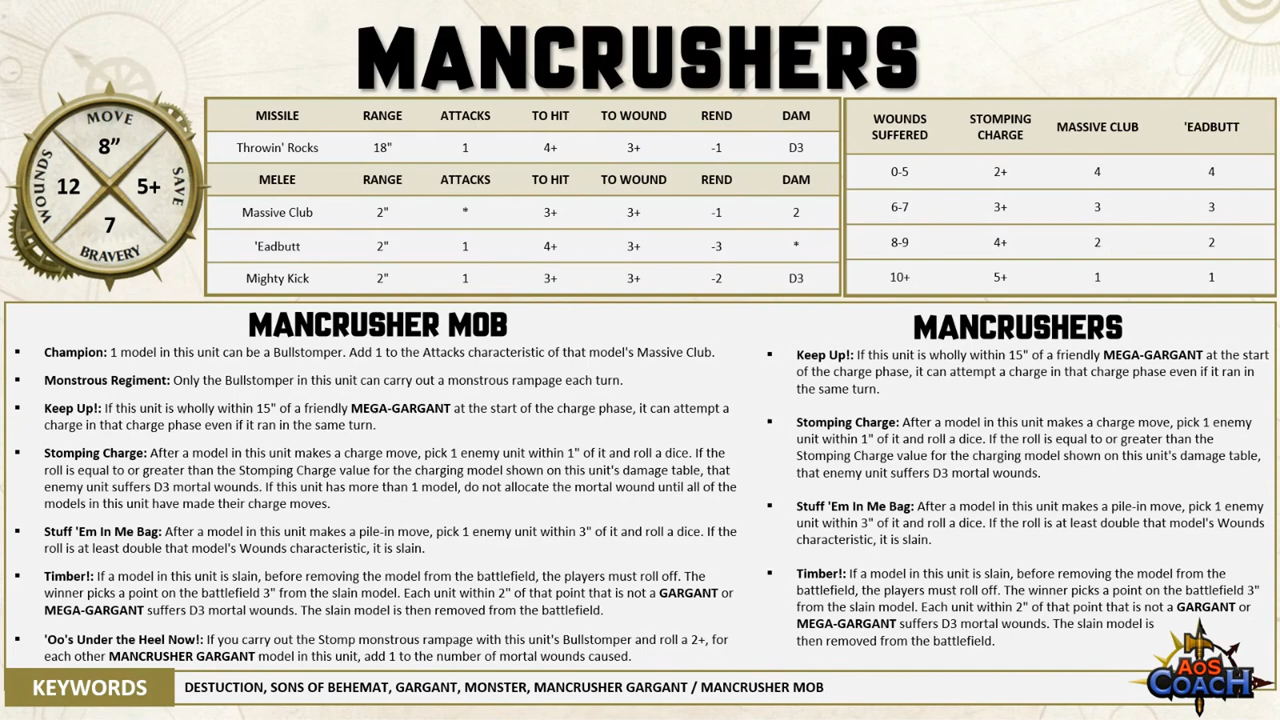 MANCRUSHERS
MOVE
8”
WOUNDS
12
5+
SAVE
7
BRAVERY
MISSILE RANGE ATTACKS TO HIT TO WOUND REND DAM
Throwin' Rocks 18" 1 4+ 3+ -1 D3
MELEE RANGE ATTACKS TO HIT TO WOUND REND DAM
Massive Club 2" * 3+ 3+ -1 2
'Eadbutt 2" 1 4+ 3+ -3 *
Mighty Kick 2" 1 3+ 3+ -2 D3
WOUNDS SUFFERED STOMPING CHARGE MASSIVE CLUB 'EADBUTT
0-5 2+ 4 4
6-7 3+ 3 3
8-9 4+ 2 2
10+ 5+ 1 1
MANCRUSHER MOB
▪ Champion: 1 model in this unit can be a Bullstomper. Add 1 to the Attacks characteristic of that model's Massive Club.
▪ Monstrous Regiment: Only the Bullstomper in this unit can carry out a monstrous rampage each turn.
▪ Keep Up!: If this unit is wholly within 15" of a friendly MEGA-GARGANT at the start of the charge phase, it can attempt a
charge in that charge phase even if it ran in the same turn.
▪ Stomping Charge: After a model in this unit makes a charge move, pick 1 enemy unit within 1" of it and roll a dice. If the
roll is equal to or greater than the Stomping Charge value for the charging model shown on this unit's damage table, that
enemy unit suffers D3 mortal wounds. If this unit has more than 1 model, do not allocate the mortal wound until all of the
models in this unit have made their charge moves.
▪ Stuff 'Em In Me Bag: After a model in this unit makes a pile-in move, pick 1 enemy unit within 3" of it and roll a dice. If the
roll is at least double that model's Wounds characteristic, it is slain.
▪ Timber!: If a model in this unit is slain, before removing the model from the battlefield, the players must roll off. The
winner picks a point on the battlefield 3" from the slain model. Each unit within 2" of that point that is not a GARGANT or
MEGA-GARGANT suffers D3 mortal wounds. The slain model is then removed from the battlefield.
▪ 'Oo's Under the Heel Now!: If you carry out the Stomp monstrous rampage with this unit's Bullstomper and roll a 2+, for
each other MANCRUSHER GARGANT model in this unit, add 1 to the number of mortal wounds caused.
MANCRUSHERS
▪ Keep Up!: If this unit is wholly within 15" of a friendly MEGA-GARGANT at the start
of the charge phase, it can attempt a charge in that charge phase even if it ran in
the same turn.
▪ Stomping Charge: After a model in this unit makes a charge move, pick 1 enemy
unit within 1" of it and roll a dice. If the roll is equal to or greater than the
Stomping Charge value for the charging model shown on this unit's damage table,
that enemy unit suffers D3 mortal wounds.
▪ Stuff 'Em In Me Bag: After a model in this unit makes a pile-in move, pick 1 enemy
unit within 3" of it and roll a dice. If the roll is at least double that model's Wounds
characteristic, it is slain.
▪ Timber!: If a model in this unit is slain, before removing the model from the
battlefield, the players must roll off. The winner picks a point on the battlefield 3"
from the slain model. Each unit within 2" of that point that is not a GARGANT or
MEGA-GARGANT suffers D3 mortal wounds. The slain model is
then removed from the battlefield.
KEYWORDS
DESTUCTION, SONS OF BEHEMAT, GARGANT, MONSTER, MANCRUSHER GARGANT / MANCRUSHER MOB
AoS
COACH